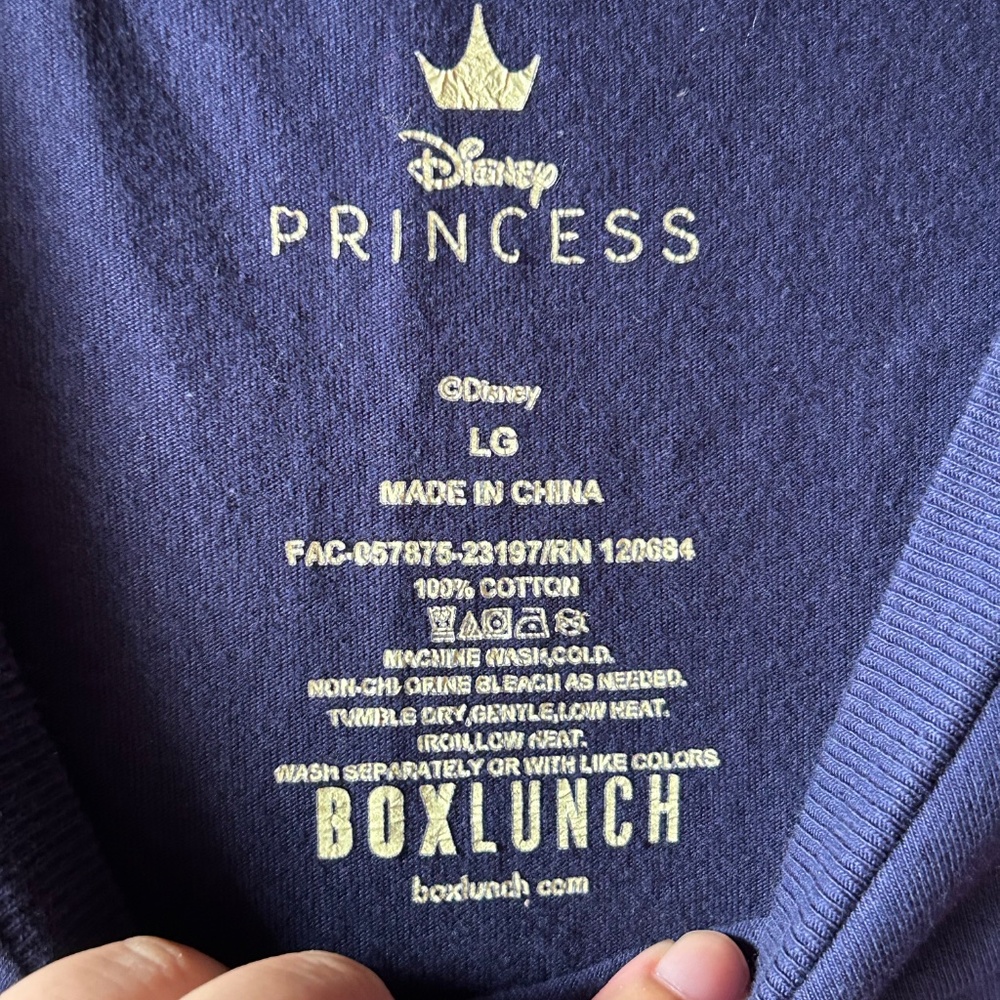 Disney
PRINCESS
©Disney
LG
MADE IN CHINA
FAC-057875-23197/RN 120684
100% COTTON
MACHINE WASH,COLD.
NON-CHLORINE BLEACH AS NEEDED.
TUMBLE DRY,GENTLE,LOW HEAT.
IRON,LOW HEAT.
WASH SEPARATELY OR WITH LIKE COLORS
BOXLUNCH
boxlunch.com